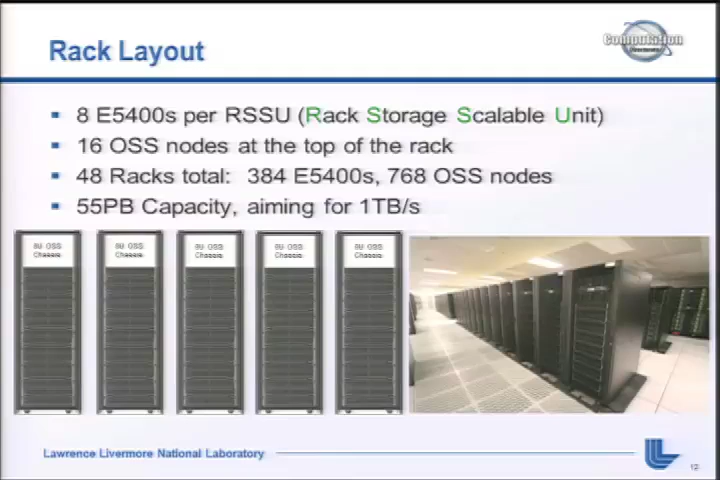 Computation
Rack Layout
8 E5400s per RSSU (Rack Storage Scalable Unit)
16 OSS nodes at the top of the rack
48 Racks total: 384 E5400s, 768 OSS nodes
55PB Capacity, aiming for 1TB/s
8U OSS
Chassis
8U OSS
Chassis
8U OSS
Chassis
8U OSS
Chassis
8U OSS
Chassis
Lawrence Livermore National Laboratory
12